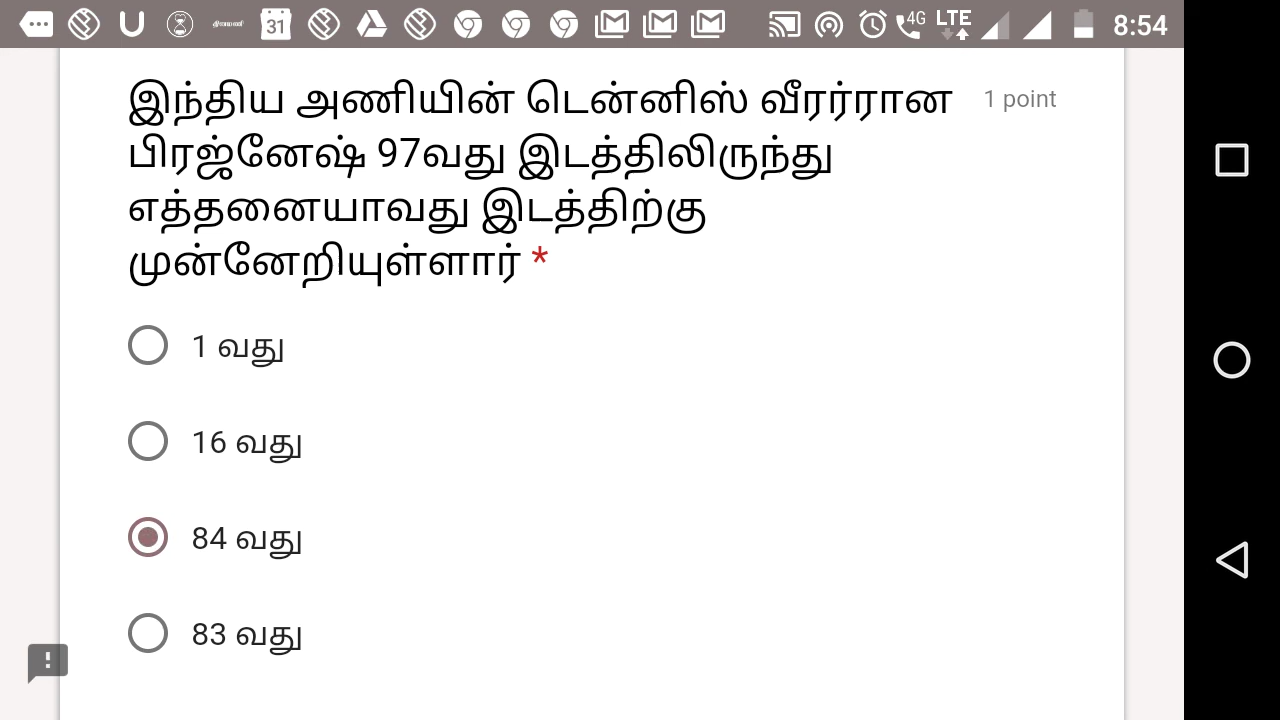 31
4G
LTE
8:54
இந்திய அணியின் டென்னிஸ் வீரர்ரான
1 point
பிரஜ்னேஷ் 97வது இடத்திலிருந்து
எத்தனையாவது இடத்திற்கு
முன்னேறியுள்ளார் *
1 வது
16 வது
84 வது
83 வது